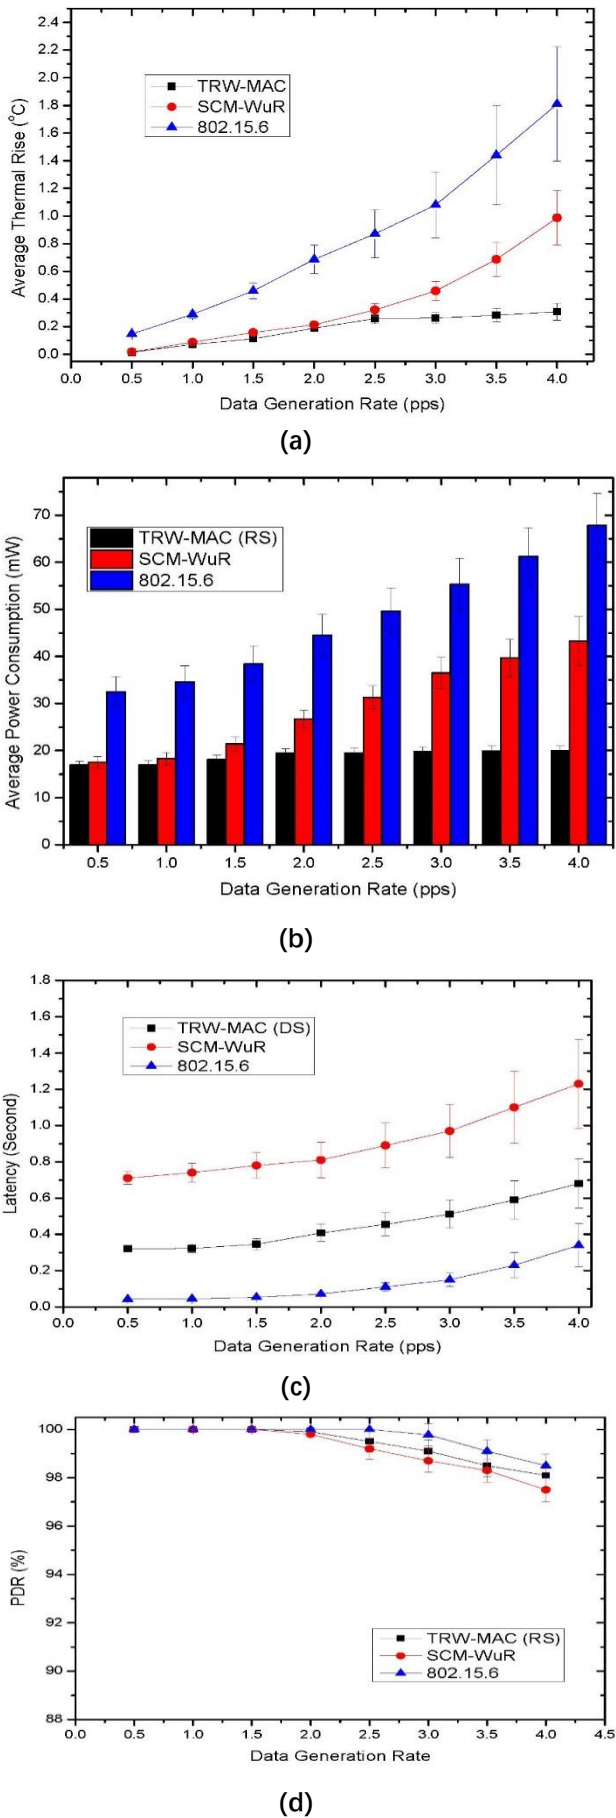 2.4
2.2
2.0
1.8
1.6
1.4
1.2
1.0
0.8
0.6
0.4
0.2
0.0
Average Thermal Rise (°C)
TRW-MAC
SCM-WuR
802.15.6
0.0 0.5 1.0 1.5 2.0 2.5 3.0 3.5 4.0
Data Generation Rate (pps)
(a)
70
60
50
40
30
20
10
0
Average Power Consumption (mW)
TRW-MAC (RS)
SCM-WuR
802.15.6
0.5 1.0 1.5 2.0 2.5 3.0 3.5 4.0
Data Generation Rate (pps)
(b)
1.8
1.6
1.4
1.2
1.0
0.8
0.6
0.4
0.2
0.0
Latency (Second)
TRW-MAC (DS)
SCM-WuR
802.15.6
0.0 0.5 1.0 1.5 2.0 2.5 3.0 3.5 4.0
Data Generation Rate (pps)
(c)
100
98
96
94
92
90
88
PDR (%)
TRW-MAC (RS)
SCM-WuR
802.15.6
0.0 0.5 1.0 1.5 2.0 2.5 3.0 3.5 4.0 4.5
Data Generation Rate
(d)